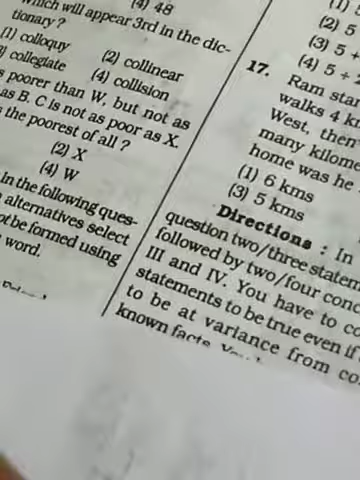 (4) 48
Which will appear 3rd in the dic-
tionary ?
(1) colloquy
(2) collinear
collegiate
(4) collision
poorer than W, but not as
as B. C is not as poor as X.
the poorest of all ?
(2) X
(4) W
in the following ques-
alternatives select
be formed using
word.
(2) 5
(3) 5 +
(4) 5 +
17. Ram star
walks 4 k
West, then
many kilome
home was he
(1) 6 kms
(3) 5 kms
Directions : In
question two/three statem
followed by two/four conc
III and IV. You have to co
statements to be true even if
to be at variance from co
known facts